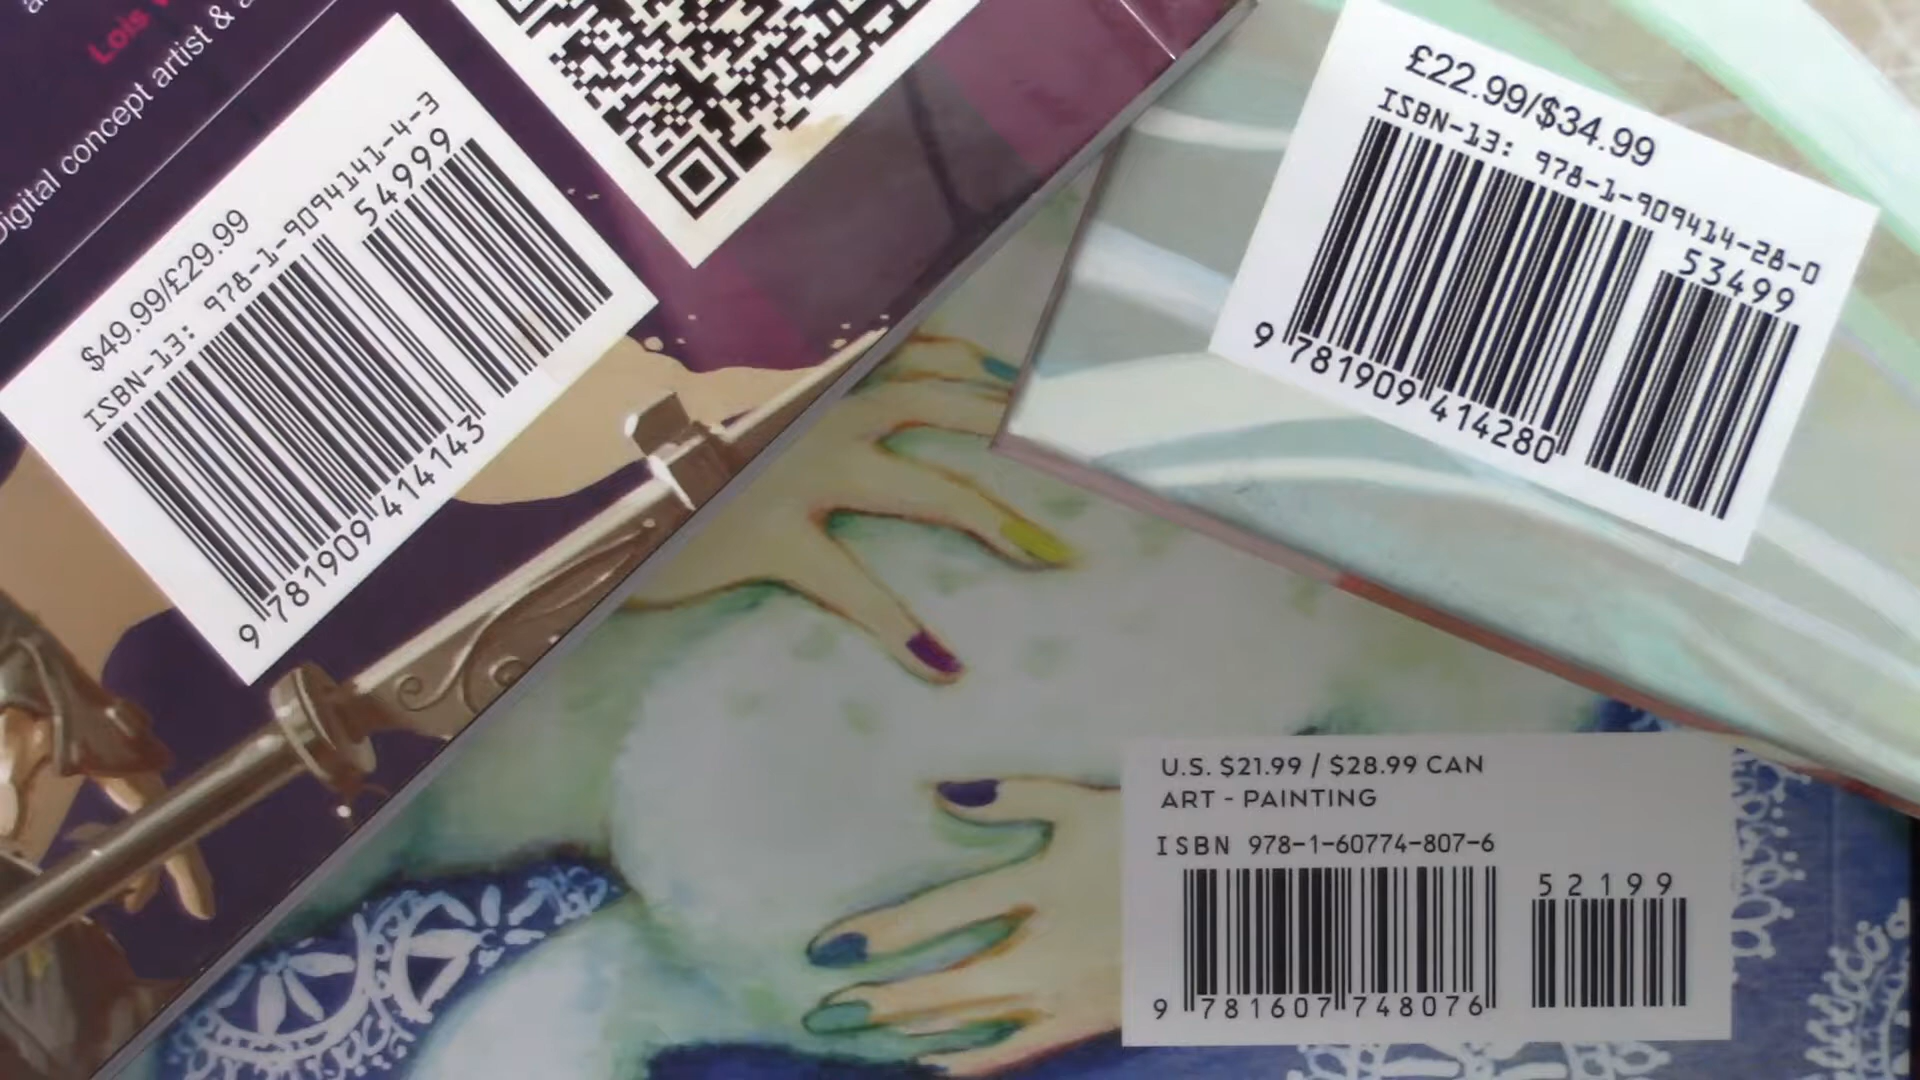 Lois
Digital concept artist &
$49.99/£29.99
ISBN-13: 978-1-9094141-4-3
54999
9 781909 414143
£22.99/$34.99
ISBN-13: 978-1-909414-28-0
53499
9 781909 414280
U.S. $21.99 / $28.99 CAN
ART - PAINTING
ISBN 978-1-60774-807-6
52199
9 781607 748076